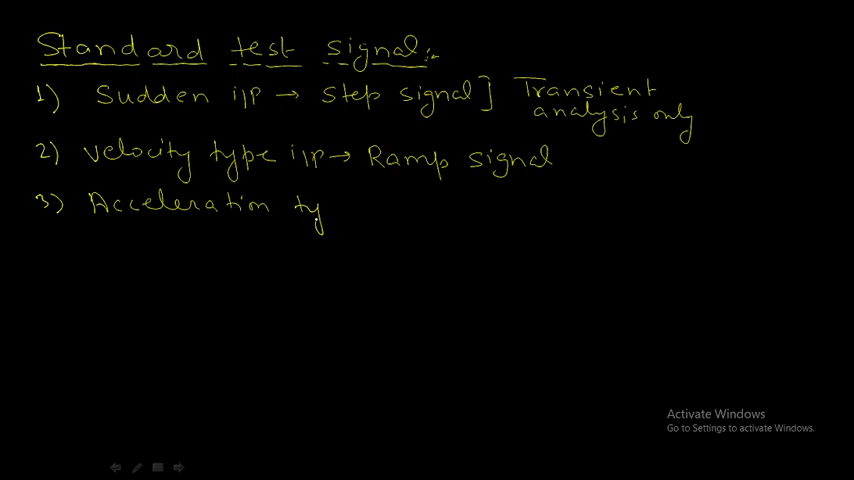 Standard test signal:-
1) Sudden i/p → Step signal] Transient
analysis only
2) Velocity type i/p → Ramp signal
3) Acceleration ty
Activate Windows
Go to Settings to activate Windows.